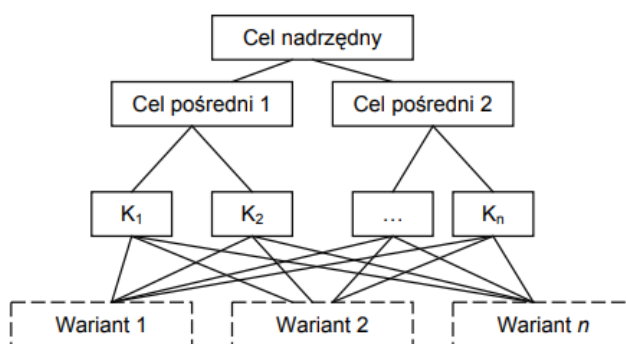 Cel nadrzędny
Cel pośredni 1
Cel pośredni 2
K₁
K₂
...
Kₙ
Wariant 1
Wariant 2
Wariant n